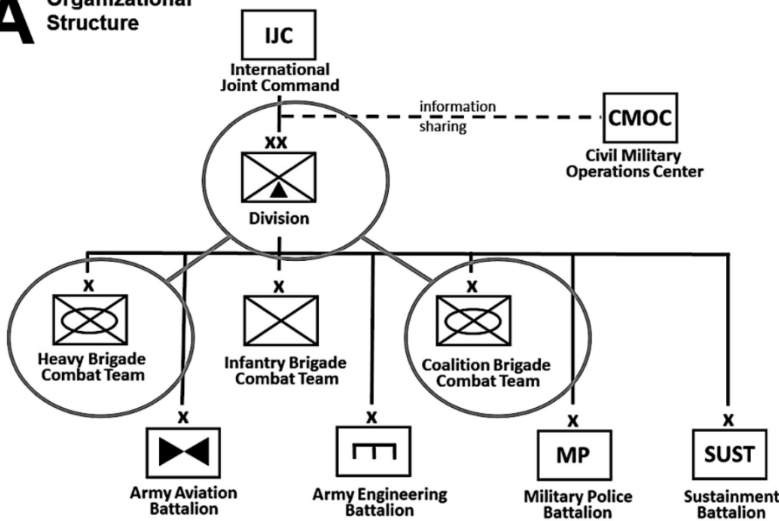 A
Organizational
Structure
IJC
International
Joint Command
information
sharing
CMOC
Civil Military
Operations Center
XX
Division
X
Heavy Brigade
Combat Team
X
Infantry Brigade
Combat Team
X
Coalition Brigade
Combat Team
X
Army Aviation
Battalion
X
Army Engineering
Battalion
X
MP
Military Police
Battalion
X
SUST
Sustainment
Battalion